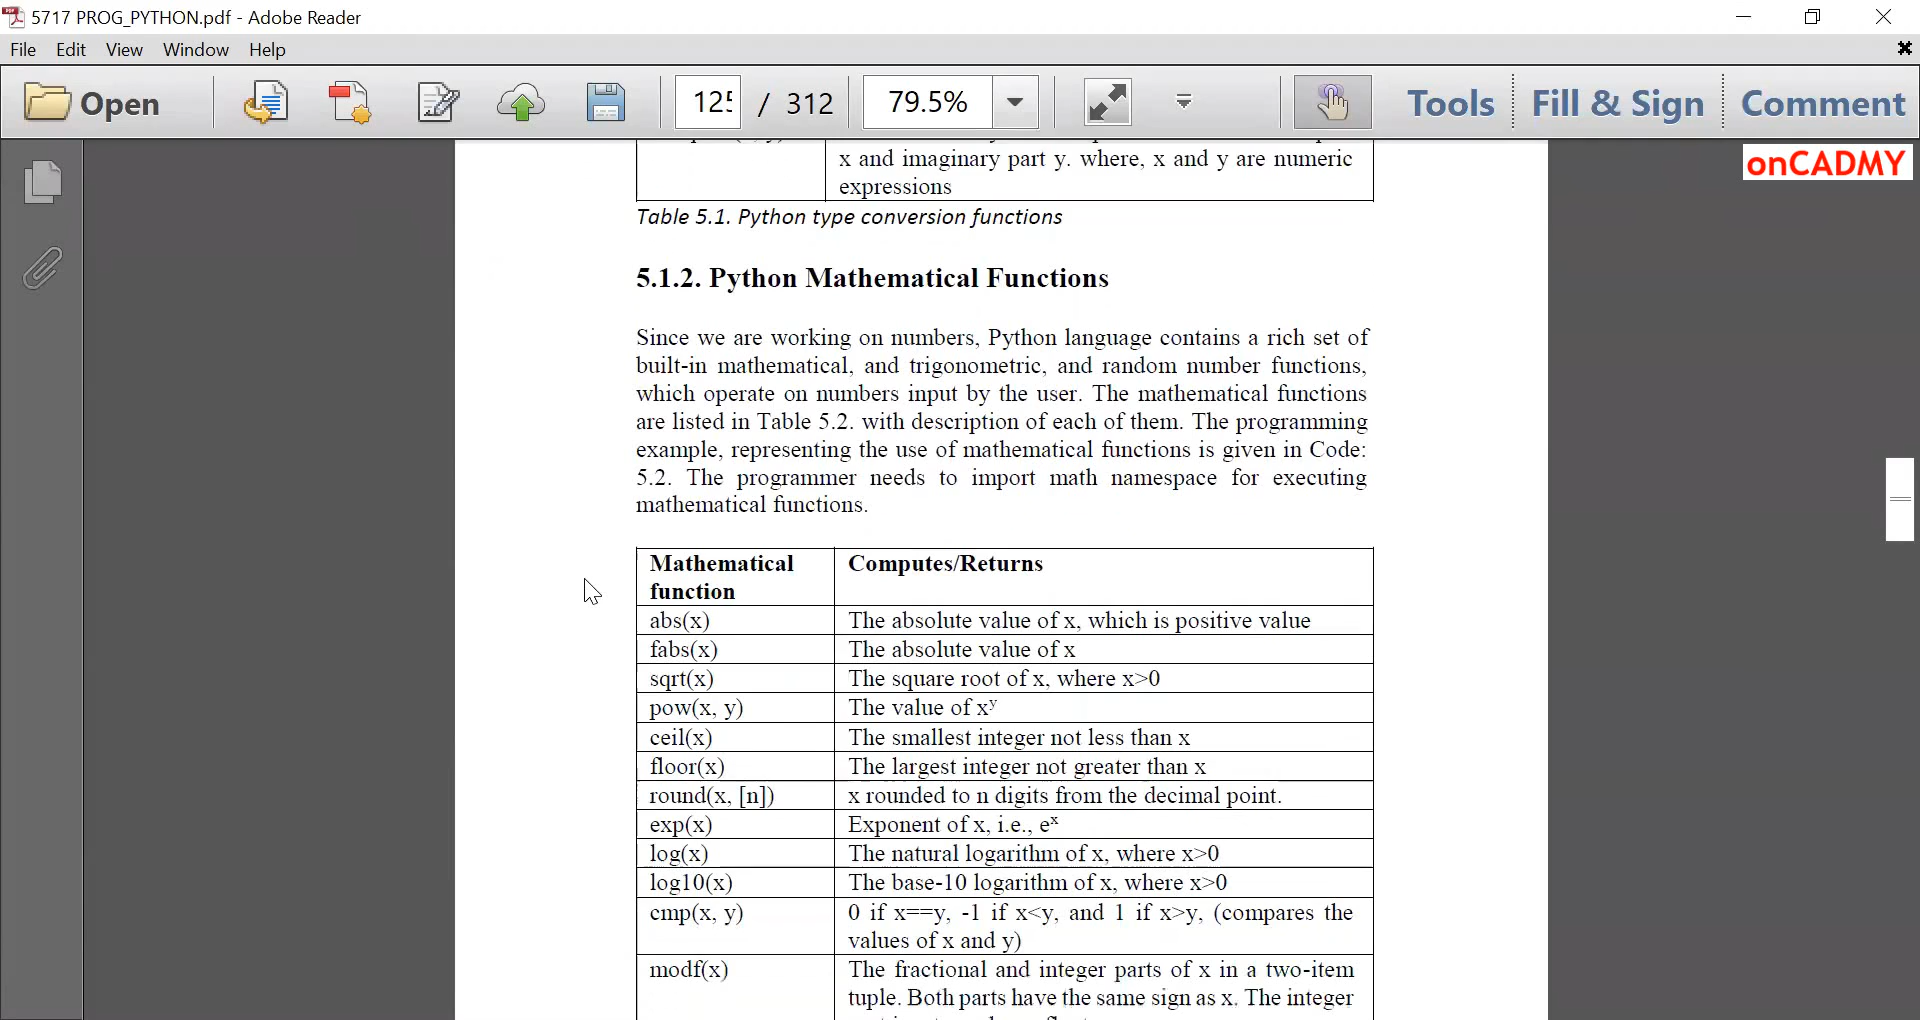 5717 PROG_PYTHON.pdf - Adobe Reader
File Edit View Window Help
Open 125 / 312 79.5% Tools Fill & Sign Comment
onCADMY
x and imaginary part y. where, x and y are numeric
expressions
Table 5.1. Python type conversion functions
5.1.2. Python Mathematical Functions
Since we are working on numbers, Python language contains a rich set of
built-in mathematical, and trigonometric, and random number functions,
which operate on numbers input by the user. The mathematical functions
are listed in Table 5.2. with description of each of them. The programming
example, representing the use of mathematical functions is given in Code:
5.2. The programmer needs to import math namespace for executing
mathematical functions.
Mathematical Computes/Returns
function
abs(x) The absolute value of x, which is positive value
fabs(x) The absolute value of x
sqrt(x) The square root of x, where x>0
pow(x, y) The value of xʸ
ceil(x) The smallest integer not less than x
floor(x) The largest integer not greater than x
round(x, [n]) x rounded to n digits from the decimal point.
exp(x) Exponent of x, i.e., eˣ
log(x) The natural logarithm of x, where x>0
log10(x) The base-10 logarithm of x, where x>0
cmp(x, y) 0 if x==y, -1 if x<y, and 1 if x>y, (compares the
values of x and y)
modf(x) The fractional and integer parts of x in a two-item
tuple. Both parts have the same sign as x. The integer